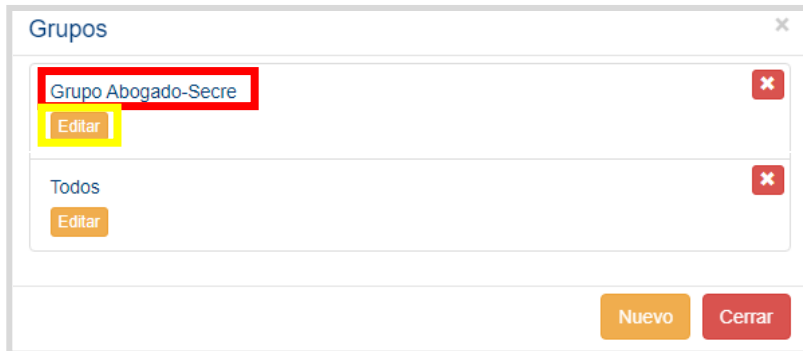 Grupos
Grupo Abogado-Secre
Editar
Todos
Editar
Nuevo Cerrar